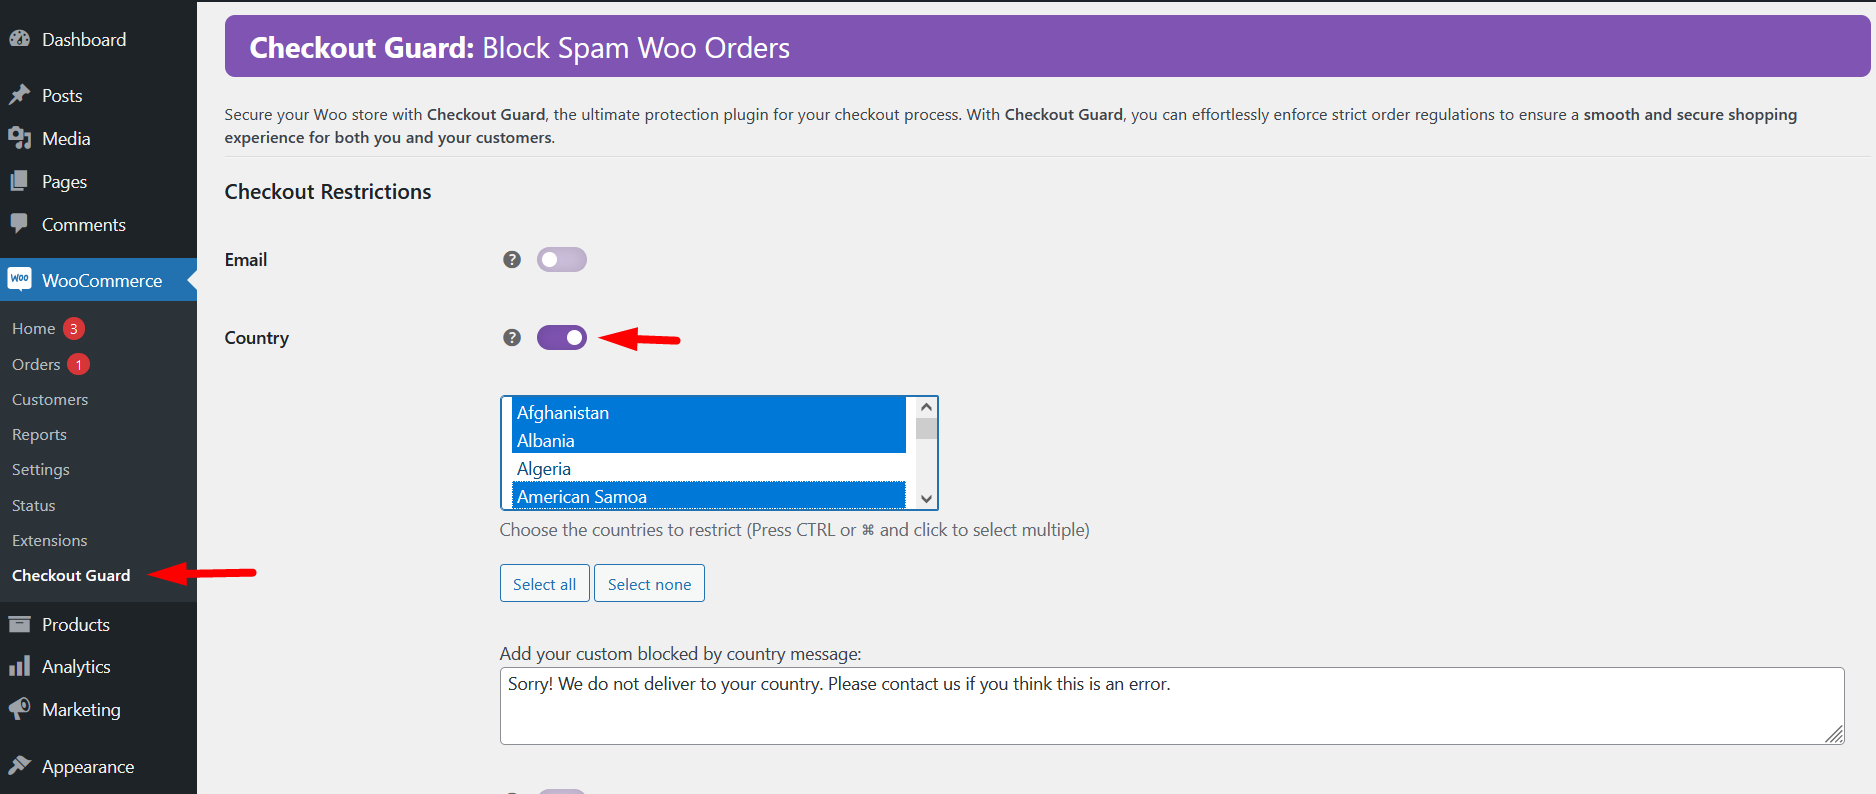 Dashboard
Posts
Media
Pages
Comments
WOO WooCommerce
Home 3
Orders 1
Customers
Reports
Settings
Status
Extensions
Checkout Guard
Products
Analytics
Marketing
Appearance
Checkout Guard: Block Spam Woo Orders
Secure your Woo store with Checkout Guard, the ultimate protection plugin for your checkout process. With Checkout Guard, you can effortlessly enforce strict order regulations to ensure a smooth and secure shopping
experience for both you and your customers.
Checkout Restrictions
Email ?
Country ?
Afghanistan
Albania
Algeria
American Samoa
Choose the countries to restrict (Press CTRL or ⌘ and click to select multiple)
Select all Select none
Add your custom blocked by country message:
Sorry! We do not deliver to your country. Please contact us if you think this is an error.